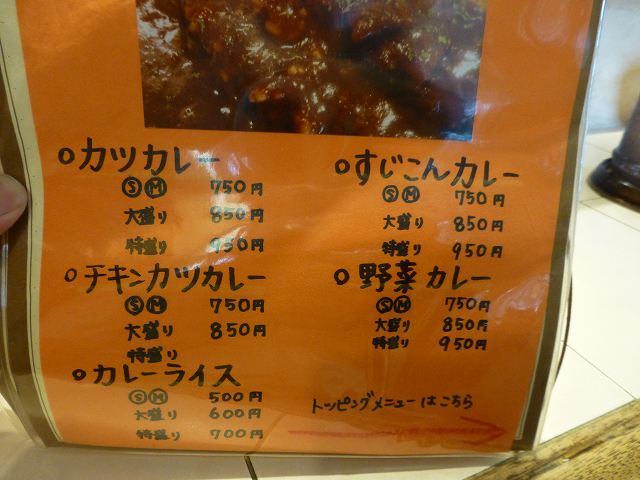 ○カツカレー
ⓈⓂ 750円
大盛り 850円
特盛り 950円
○チキンカツカレー
ⓈⓂ 750円
大盛り 850円
特盛り
○カレーライス
ⓈⓂ 500円
大盛り 600円
特盛り 700円
○すじこんカレー
ⓈⓂ 750円
大盛り 850円
特盛り 950円
○野菜カレー
ⓈⓂ 750円
大盛り 850円
特盛り 950円
トッピングメニューはこちら